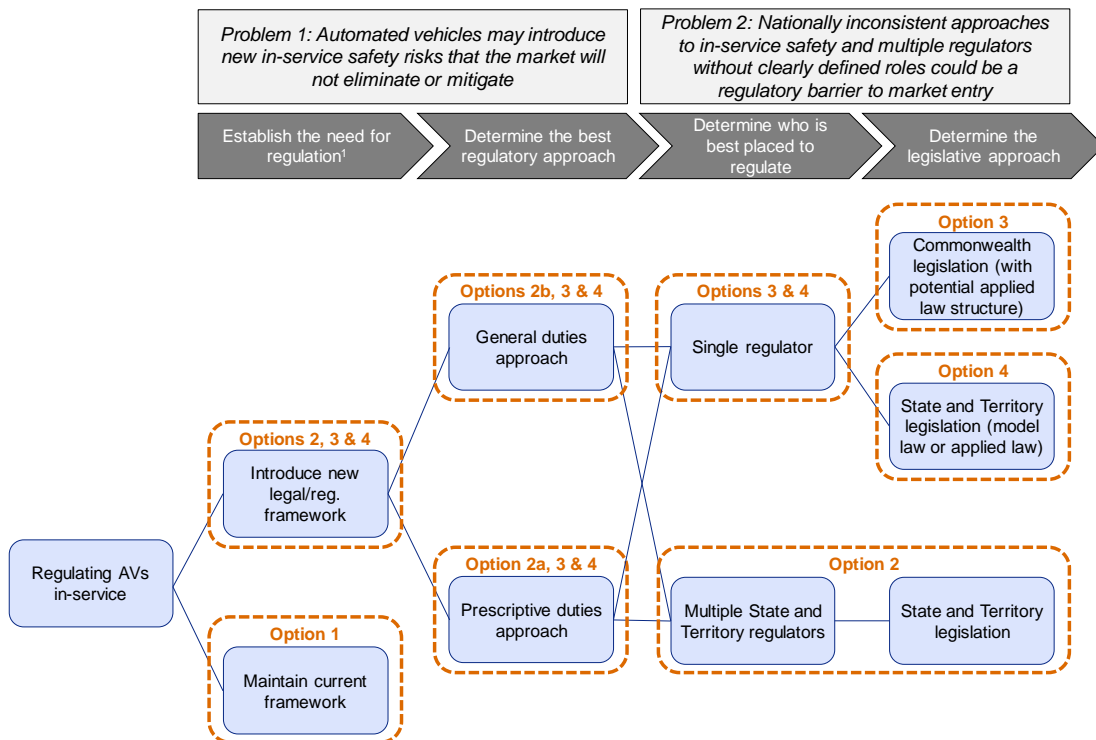 Problem 1: Automated vehicles may introduce
new in-service safety risks that the market will
not eliminate or mitigate
Problem 2: Nationally inconsistent approaches
to in-service safety and multiple regulators
without clearly defined roles could be a
regulatory barrier to market entry
Establish the need for
regulation¹
Determine the best
regulatory approach
Determine who is
best placed to
regulate
Determine the
legislative approach
Option 3
Commonwealth
legislation (with
potential applied
law structure)
Options 2b, 3 & 4
General duties
approach
Options 3 & 4
Single regulator
Option 4
State and Territory
legislation (model
law or applied law)
Options 2, 3 & 4
Introduce new
legal/reg.
framework
Regulating AVs
in-service
Option 2a, 3 & 4
Prescriptive duties
approach
Option 2
Multiple State and
Territory regulators
State and Territory
legislation
Option 1
Maintain current
framework